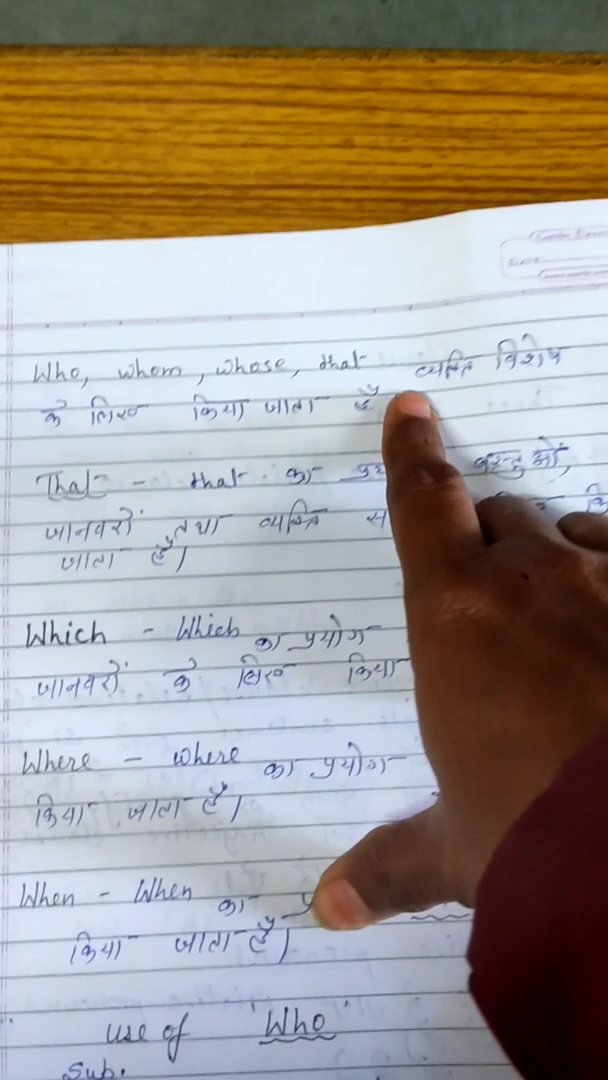 Who, whom, whose, that व्यक्ति विशेष
के लिए किया जाता है
That - that का वस्तुओं,
जानवरों तथा व्यक्ति
जाता है।
Which - Which का प्रयोग
जानवरों के लिए किया
Where - where का प्रयोग
किया जाता है।
When - When का
किया जाता है।
use of 'Who'
Sub.